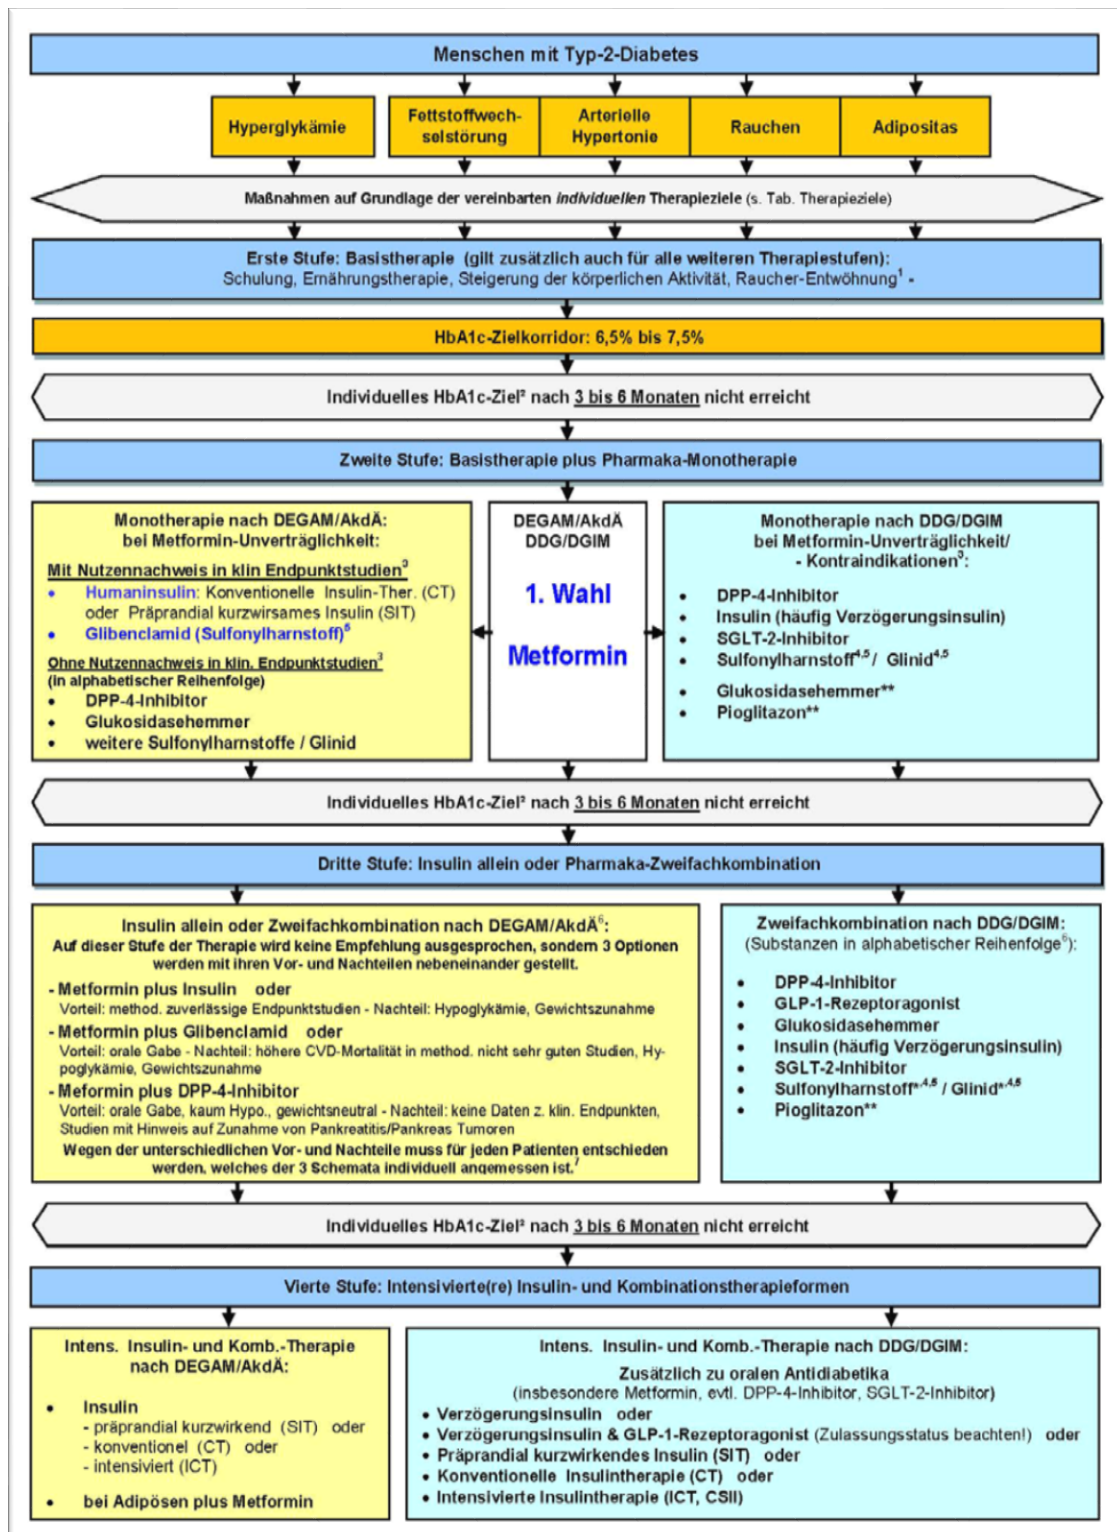 Menschen mit Typ-2-Diabetes
Hyperglykämie
Fettstoffwech-
selstörung
Arterielle
Hypertonie
Rauchen
Adipositas
Maßnahmen auf Grundlage der vereinbarten individuellen Therapieziele (s. Tab. Therapieziele)
Erste Stufe: Basistherapie (gilt zusätzlich auch für alle weiteren Therapiestufen):
Schulung, Ernährungstherapie, Steigerung der körperlichen Aktivität, Raucher-Entwöhnung¹ -
HbA1c-Zielkorridor: 6,5% bis 7,5%
Individuelles HbA1c-Ziel² nach 3 bis 6 Monaten nicht erreicht
Zweite Stufe: Basistherapie plus Pharmaka-Monotherapie
Monotherapie nach DEGAM/AkdÄ:
bei Metformin-Unverträglichkeit:
Mit Nutzennachweis in klin Endpunktstudien³
• Humaninsulin: Konventionelle Insulin-Ther. (CT)
oder Präprandial kurzwirsames Insulin (SIT)
• Glibenclamid (Sulfonylharnstoff)⁵
Ohne Nutzennachweis in klin. Endpunktstudien³
(in alphabetischer Reihenfolge)
• DPP-4-Inhibitor
• Glukosidasehemmer
• weitere Sulfonylharnstoffe / Glinid
DEGAM/AkdÄ
DDG/DGIM
1. Wahl
Metformin
Monotherapie nach DDG/DGIM
bei Metformin-Unverträglichkeit/
- Kontraindikationen³:
• DPP-4-Inhibitor
• Insulin (häufig Verzögerungsinsulin)
• SGLT-2-Inhibitor
• Sulfonylharnstoff⁴,⁵ / Glinid⁴,⁵
• Glukosidasehemmer**
• Pioglitazon**
Individuelles HbA1c-Ziel² nach 3 bis 6 Monaten nicht erreicht
Dritte Stufe: Insulin allein oder Pharmaka-Zweifachkombination
Insulin allein oder Zweifachkombination nach DEGAM/AkdÄ⁶:
Auf dieser Stufe der Therapie wird keine Empfehlung ausgesprochen, sondern 3 Optionen
werden mit ihren Vor- und Nachteilen nebeneinander gestellt.
- Metformin plus Insulin oder
Vorteil: method. zuverlässige Endpunktstudien - Nachteil: Hypoglykämie, Gewichtszunahme
- Metformin plus Glibenclamid oder
Vorteil: orale Gabe - Nachteil: höhere CVD-Mortalität in method. nicht sehr guten Studien, Hy-
poglykämie, Gewichtszunahme
- Meformin plus DPP-4-Inhibitor
Vorteil: orale Gabe, kaum Hypo., gewichtsneutral - Nachteil: keine Daten z. klin. Endpunkten,
Studien mit Hinweis auf Zunahme von Pankreatitis/Pankreas Tumoren
Wegen der unterschiedlichen Vor- und Nachteile muss für jeden Patienten entschieden
werden, welches der 3 Schemata individuell angemessen ist.⁷
Zweifachkombination nach DDG/DGIM:
(Substanzen in alphabetischer Reihenfolge⁶):
• DPP-4-Inhibitor
• GLP-1-Rezeptoragonist
• Glukosidasehemmer
• Insulin (häufig Verzögerungsinsulin)
• SGLT-2-Inhibitor
• Sulfonylharnstoff*,⁴,⁵ / Glinid*,⁴,⁵
• Pioglitazon**
Individuelles HbA1c-Ziel² nach 3 bis 6 Monaten nicht erreicht
Vierte Stufe: Intensivierte(re) Insulin- und Kombinationstherapieformen
Intens. Insulin- und Komb.-Therapie
nach DEGAM/AkdÄ:
• Insulin
- präprandial kurzwirkend (SIT) oder
- konventionel (CT) oder
- intensiviert (ICT)
• bei Adipösen plus Metformin
Intens. Insulin- und Komb.-Therapie nach DDG/DGIM:
Zusätzlich zu oralen Antidiabetika
(insbesondere Metformin, evtl. DPP-4-Inhibitor, SGLT-2-Inhibitor)
• Verzögerungsinsulin oder
• Verzögerungsinsulin & GLP-1-Rezeptoragonist (Zulassungsstatus beachten!) oder
• Präprandial kurzwirkendes Insulin (SIT) oder
• Konventionelle Insulintherapie (CT) oder
• Intensivierte Insulintherapie (ICT, CSII)